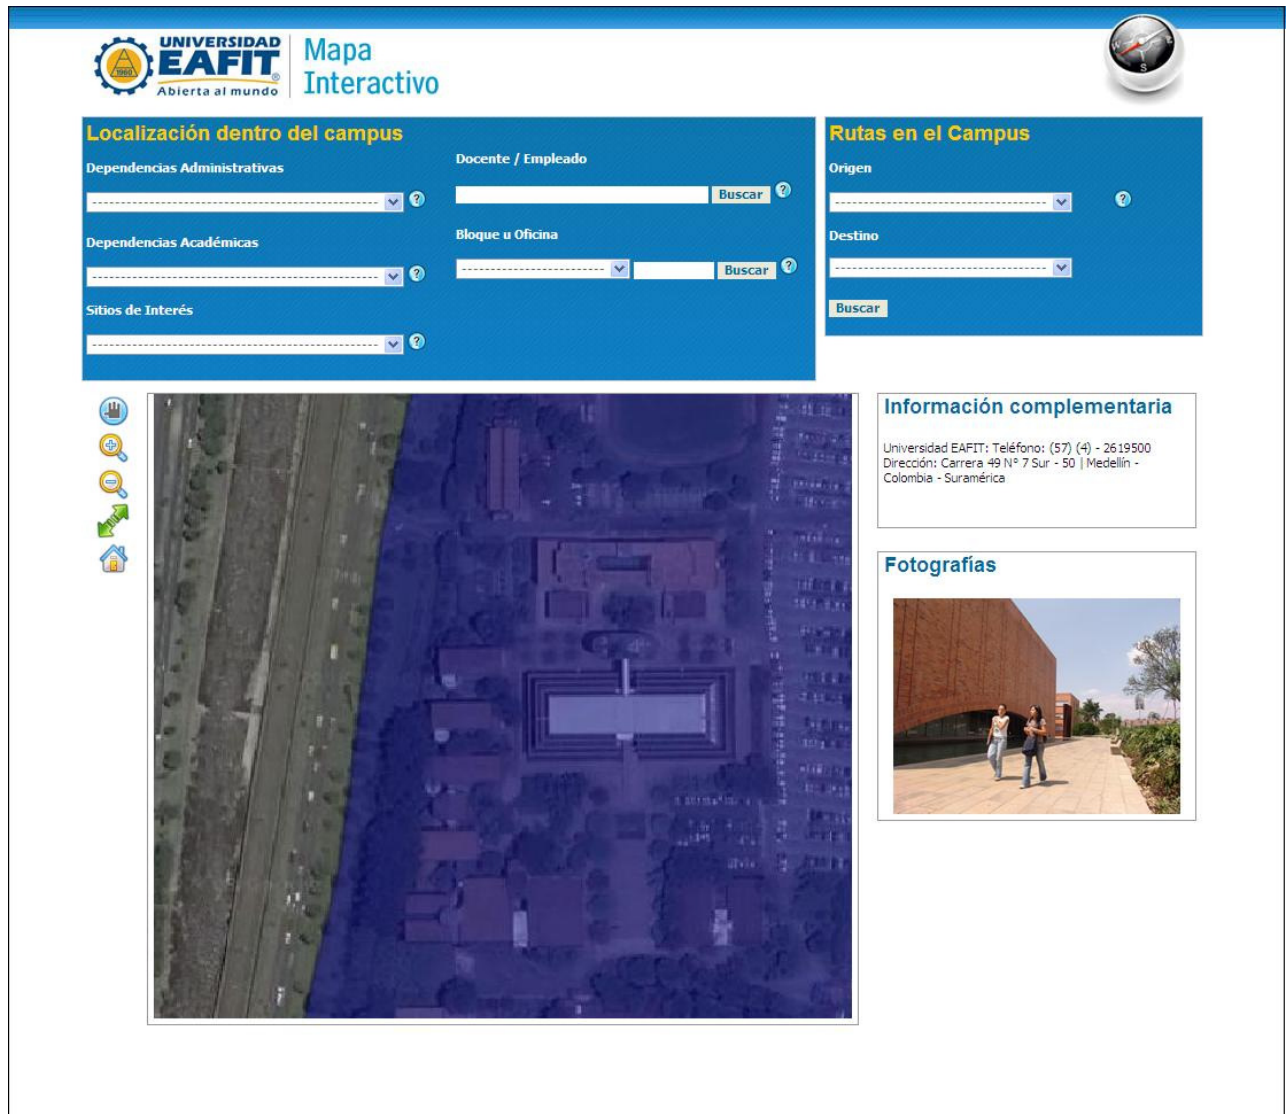 UNIVERSIDAD
EAFIT®
Abierta al mundo
1960
Mapa
Interactivo
W
E
S
Localización dentro del campus
Dependencias Administrativas
Dependencias Académicas
Sitios de Interés
Docente / Empleado
Buscar
Bloque u Oficina
Buscar
Rutas en el Campus
Origen
Destino
Buscar
Información complementaria
Universidad EAFIT: Teléfono: (57) (4) - 2619500
Dirección: Carrera 49 Nº 7 Sur - 50 | Medellín -
Colombia - Suramérica
Fotografías